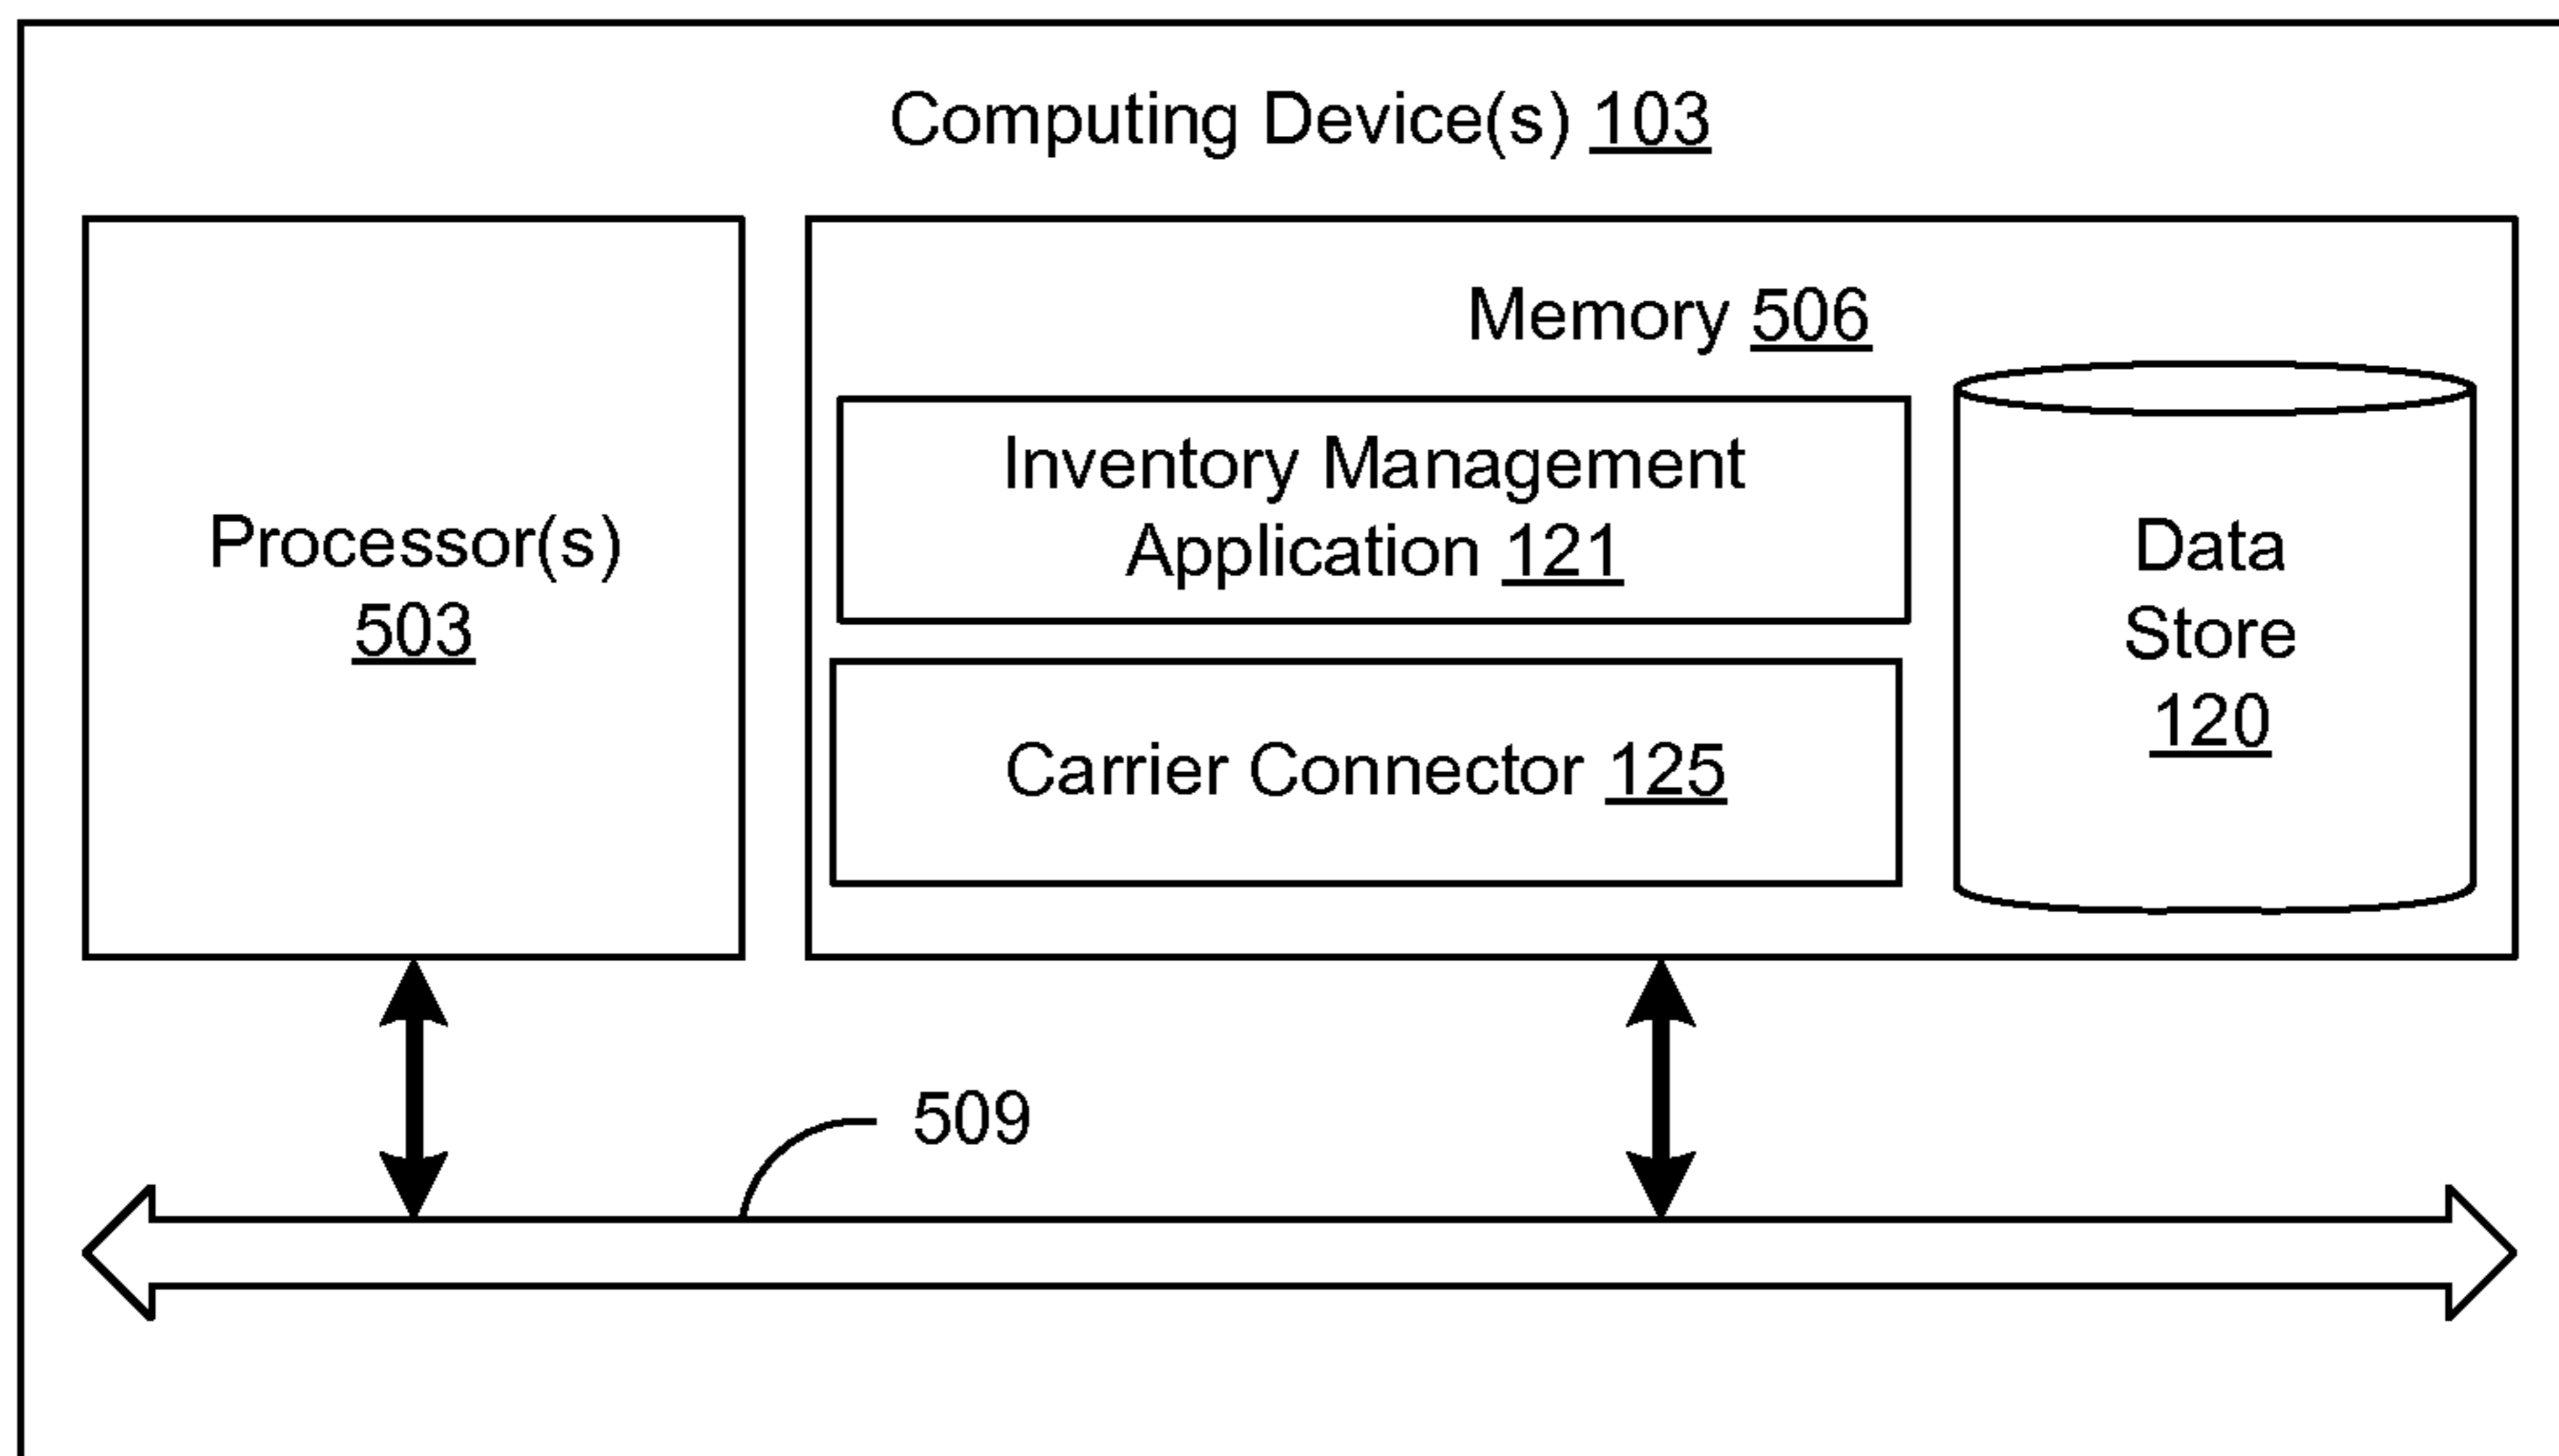 Computing Device(s) 103
Processor(s)
503
Memory 506
Inventory Management
Application 121
Carrier Connector 125
Data
Store
120
509